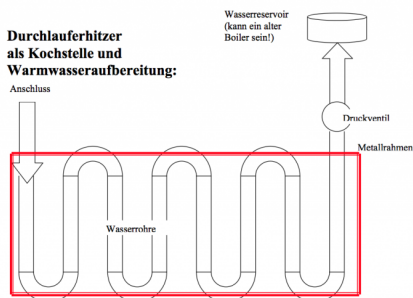 Wasserreservoir
(kann ein alter
Boiler sein!)
Durchlauferhitzer
als Kochstelle und
Warmwasseraufbereitung:
Anschluss
Druckventil
Metallrahmen
Wasserrohre